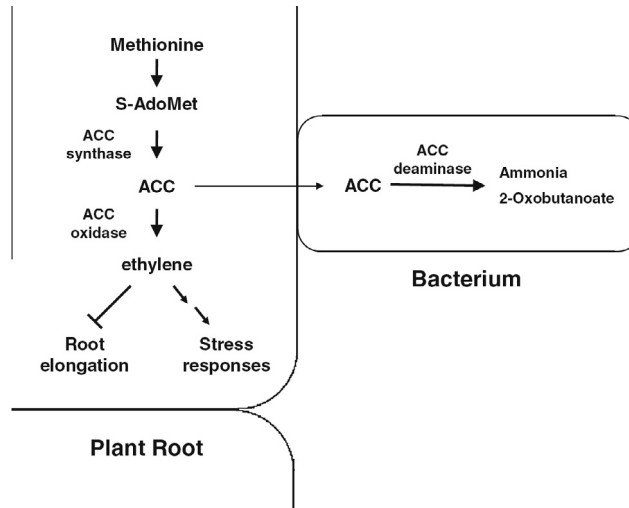 Methionine
S-AdoMet
ACC
synthase
ACC
ACC
oxidase
ethylene
Root
elongation
Stress
responses
Plant Root
ACC
ACC
deaminase
Ammonia
2-Oxobutanoate
Bacterium